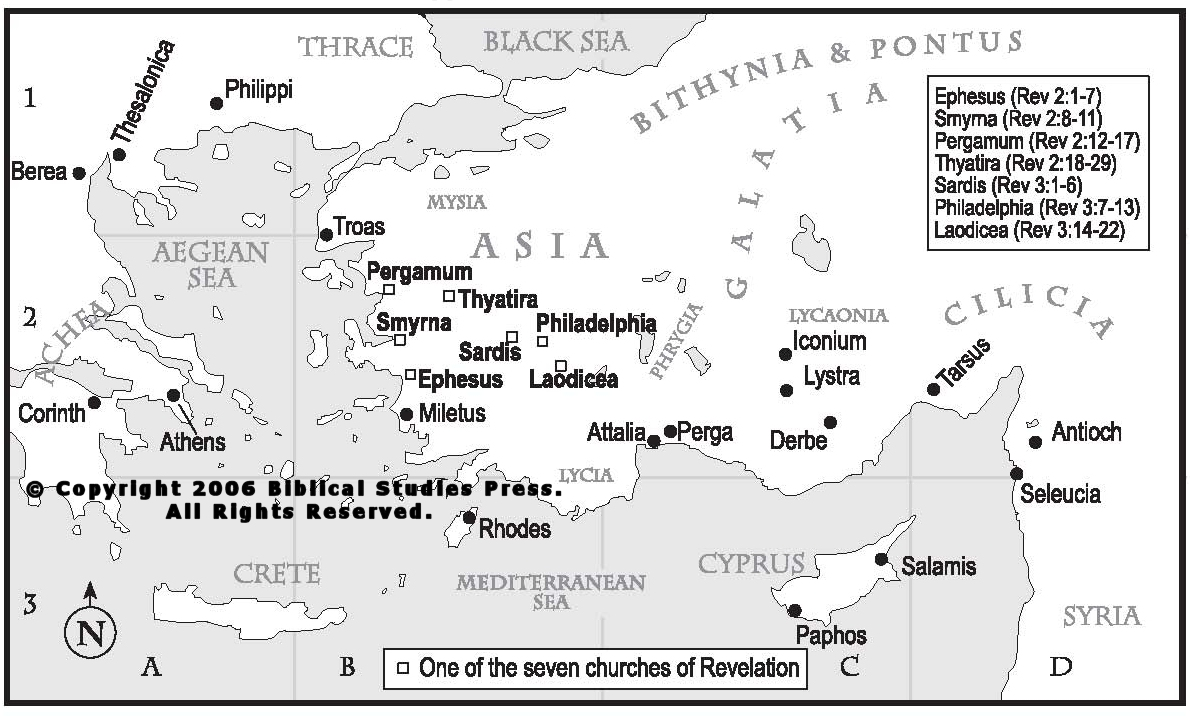 THRACE
BLACK SEA
BITHYNIA & PONTUS
GALATIA
1
Thesalonica
Philippi
Berea
Ephesus (Rev 2:1-7)
Smyrna (Rev 2:8-11)
Pergamum (Rev 2:12-17)
Thyatira (Rev 2:18-29)
Sardis (Rev 3:1-6)
Philadelphia (Rev 3:7-13)
Laodicea (Rev 3:14-22)
MYSIA
Troas
ASIA
AEGEAN
SEA
Pergamum
Thyatira
2
ACHEA
Smyrna
Philadelphia
Sardis
PHRYGIA
LYCAONIA
CILICIA
Iconium
Tarsus
Ephesus
Laodicea
Lystra
Corinth
Miletus
Athens
Attalia
Perga
Derbe
Antioch
LYCIA
© Copyright 2006 Biblical Studies Press.
All Rights Reserved.
Seleucia
Rhodes
CRETE
MEDITERRANEAN
SEA
CYPRUS
Salamis
3
N
Paphos
SYRIA
A
B
One of the seven churches of Revelation
C
D